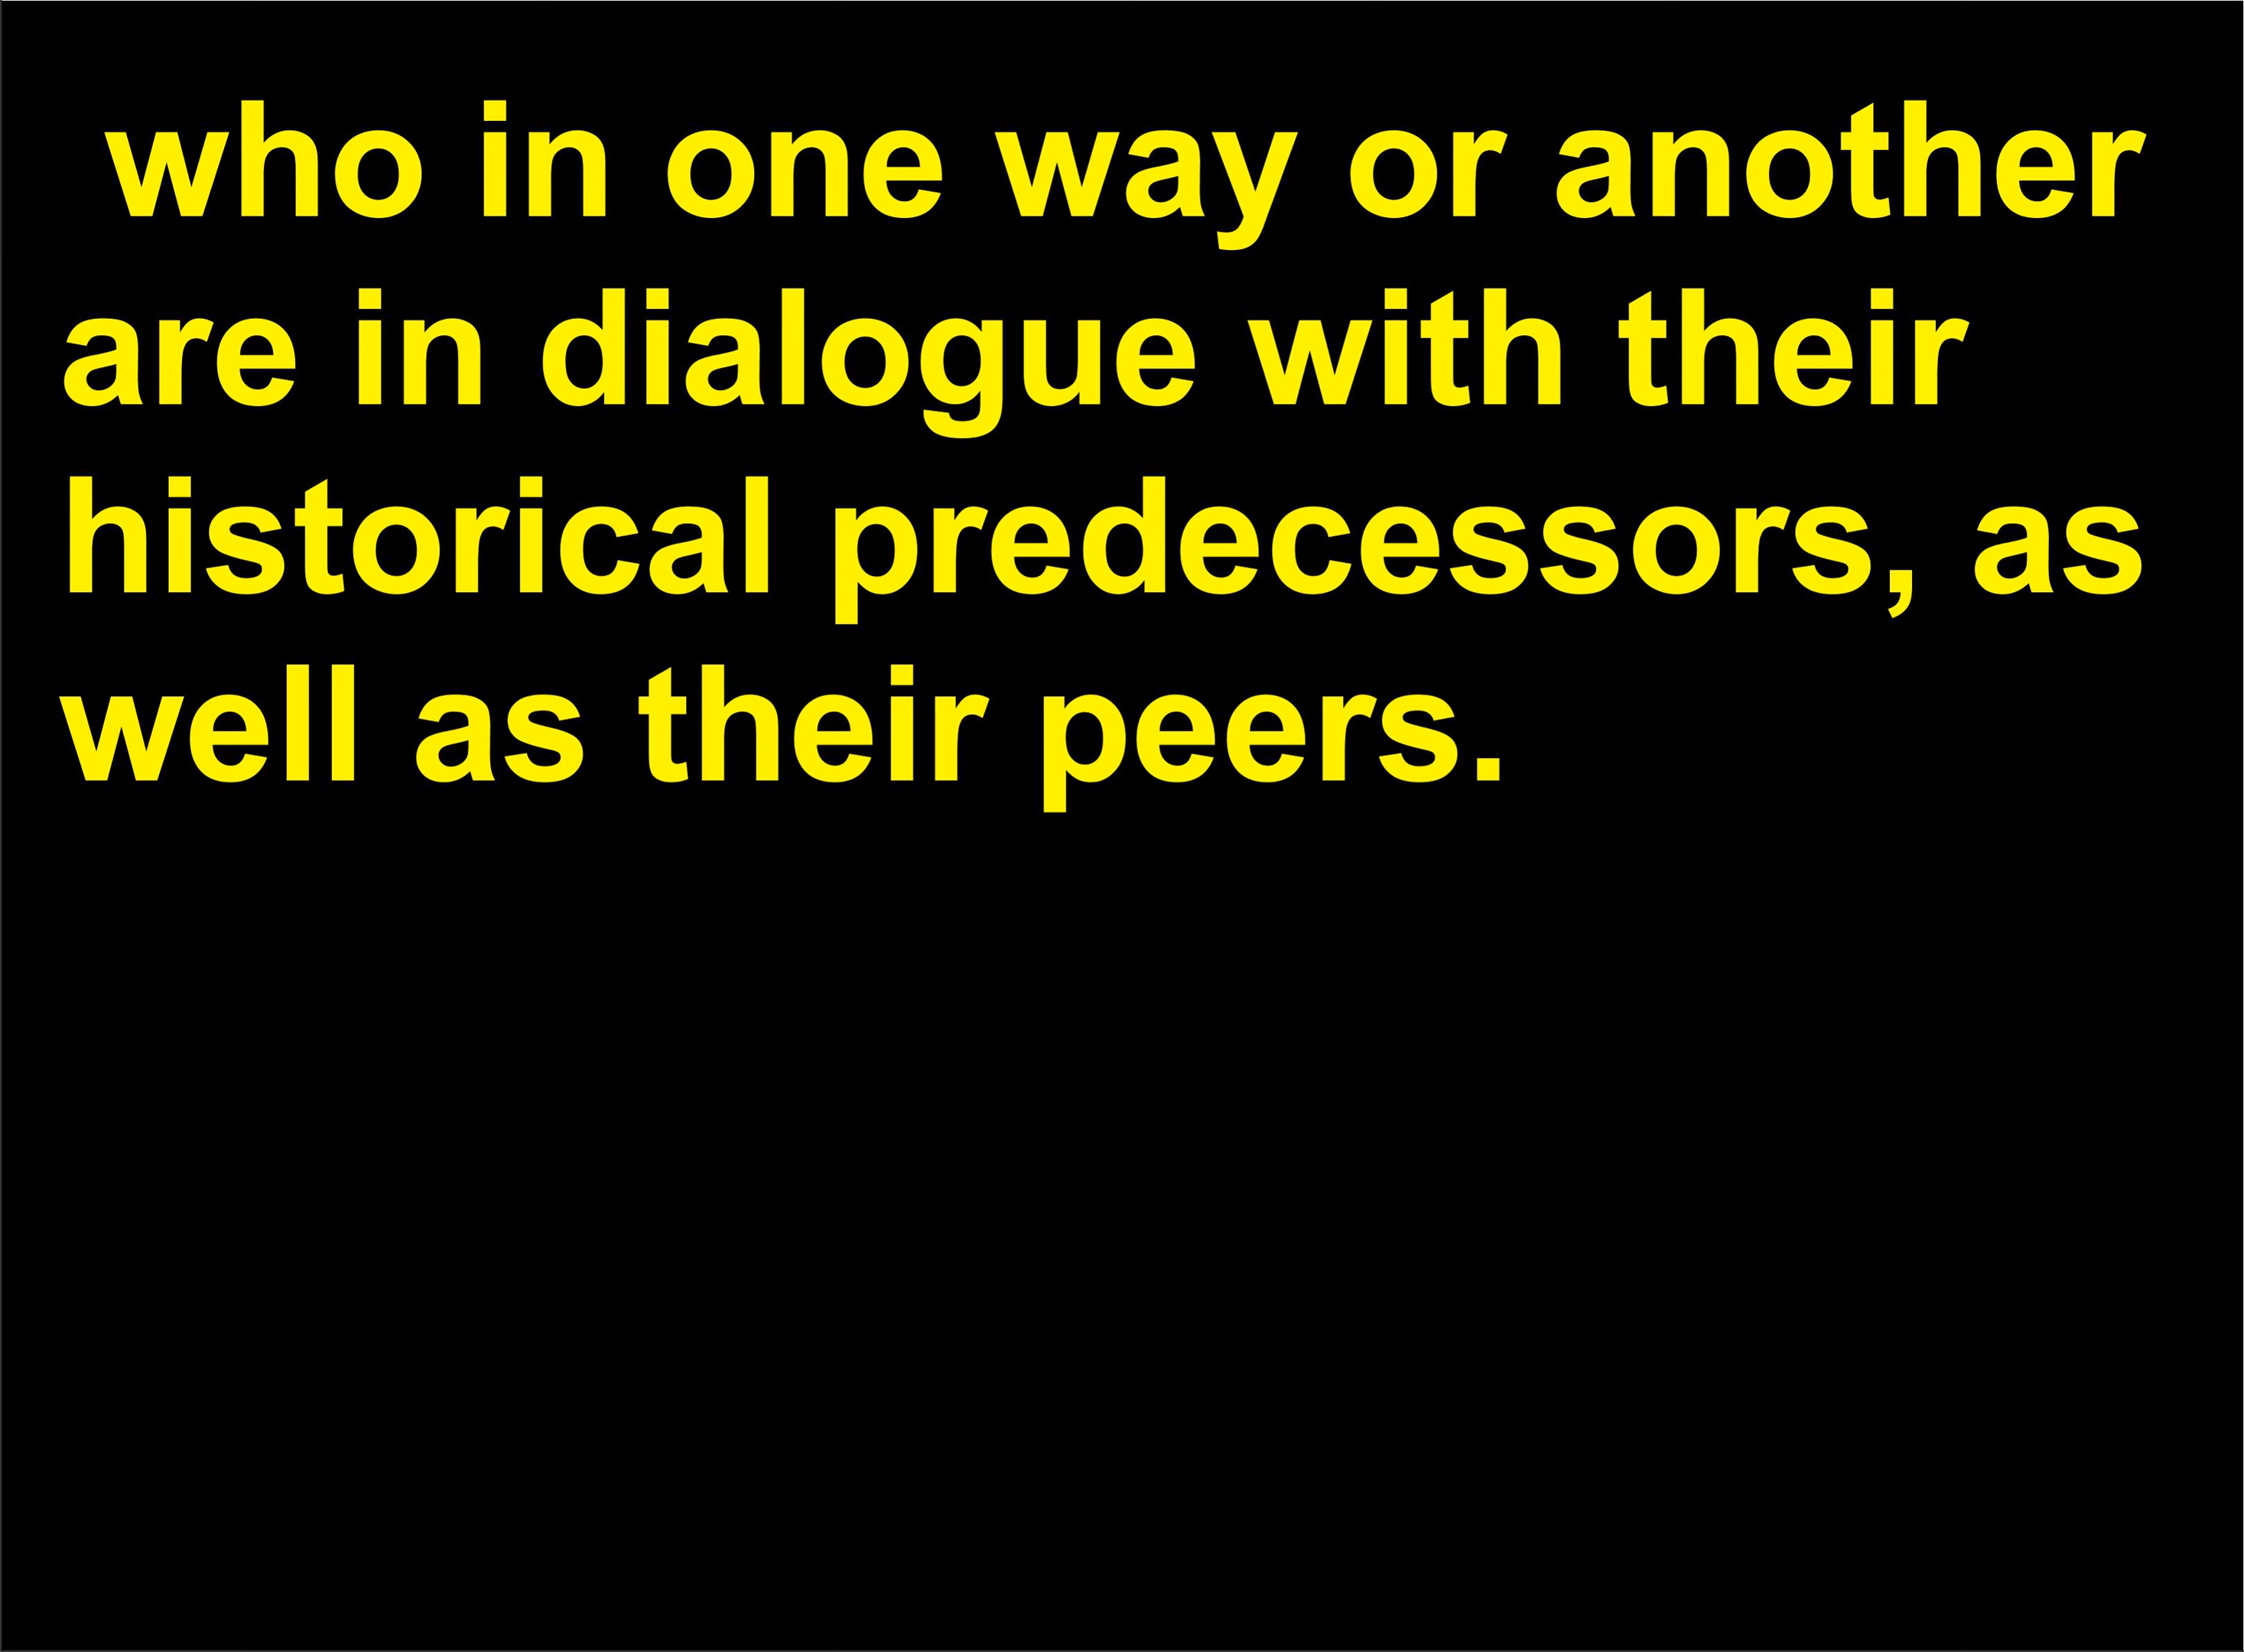 who in one way or another
are in dialogue with their
historical predecessors, as
well as their peers.